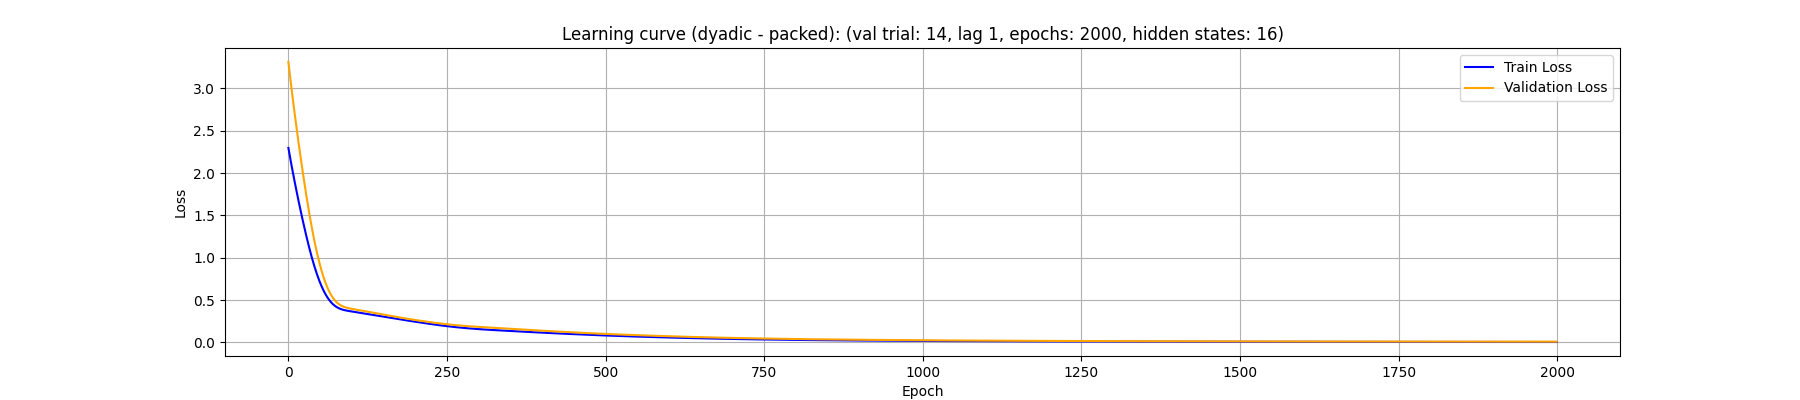 Learning curve (dyadic - packed): (val trial: 14, lag 1, epochs: 2000, hidden states: 16)
Train Loss
Validation Loss
3.0
2.5
2.0
1.5
1.0
0.5
0.0
Loss
0 250 500 750 1000 1250 1500 1750 2000
Epoch